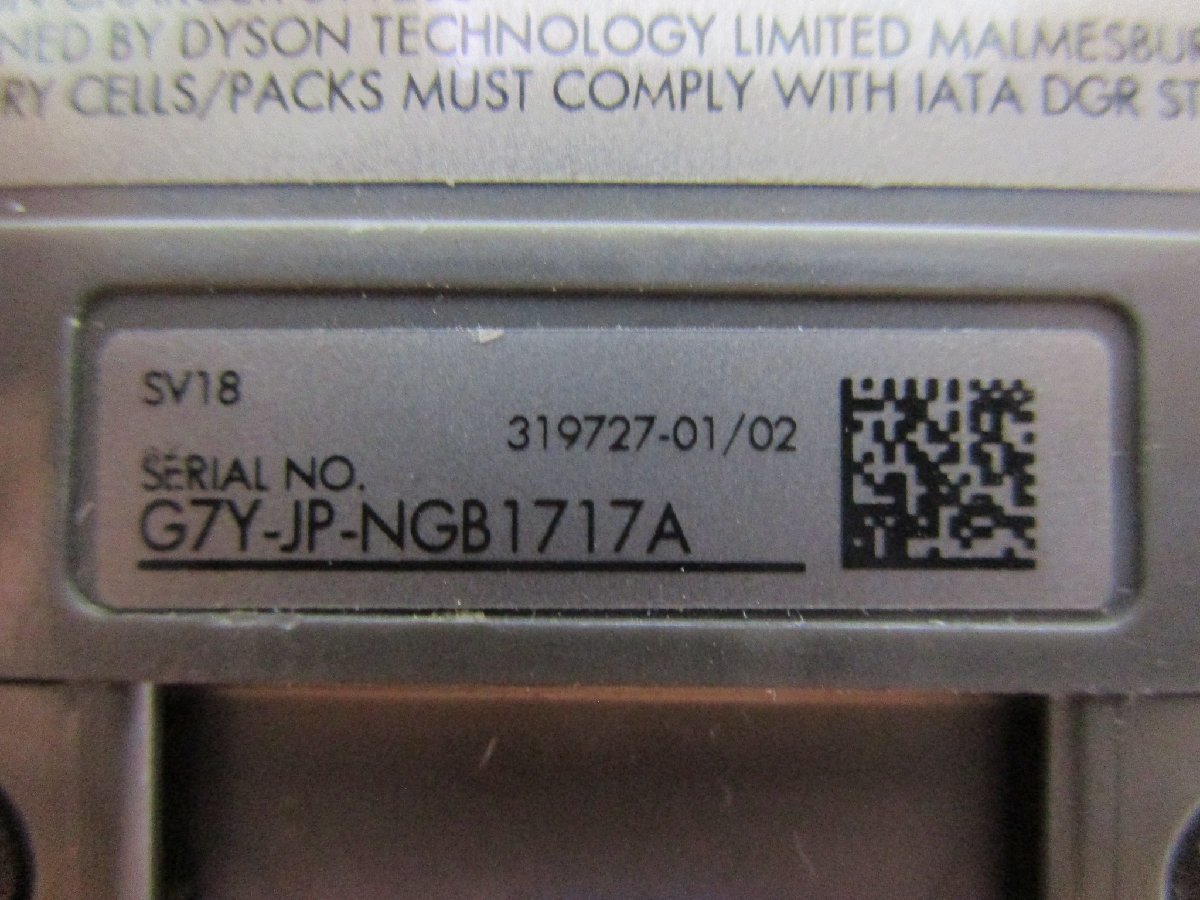 NED BY DYSON TECHNOLOGY LIMITED MALMESBU
RY CELLS/PACKS MUST COMPLY WITH IATA DGR ST
SV18
319727-01/02
SERIAL NO.
G7Y-JP-NGB1717A